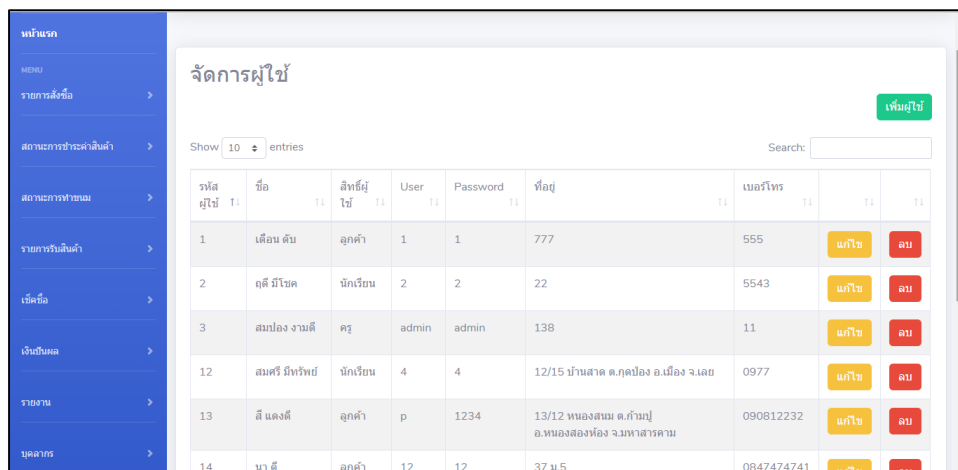 หน้าแรก
MENU
รายการสั่งซื้อ
สถานะการชำระค่าสินค้า
สถานะการทำขนม
รายการรับสินค้า
เช็คชื่อ
เงินปันผล
รายงาน
บุคลากร
จัดการผู้ใช้
เพิ่มผู้ใช้
Show 10 entries Search:
รหัสผู้ใช้ ชื่อ สิทธิ์ผู้ใช้ User Password ที่อยู่ เบอร์โทร
1 เดือน ดับ ลูกค้า 1 1 777 555 แก้ไข ลบ
2 ฤดี มีโชค นักเรียน 2 2 22 5543 แก้ไข ลบ
3 สมปอง งามดี ครู admin admin 138 11 แก้ไข ลบ
12 สมศรี มีทรัพย์ นักเรียน 4 4 12/15 บ้านสาด ต.กุดป่อง อ.เมือง จ.เลย 0977 แก้ไข ลบ
13 สี แดงดี ลูกค้า p 1234 13/12 หนองสนม ต.ก้ามปู
อ.หนองสองห้อง จ.มหาสารคาม 090812232 แก้ไข ลบ
14 นา ดี ลูกค้า 12 12 37 ม.5 0847474741